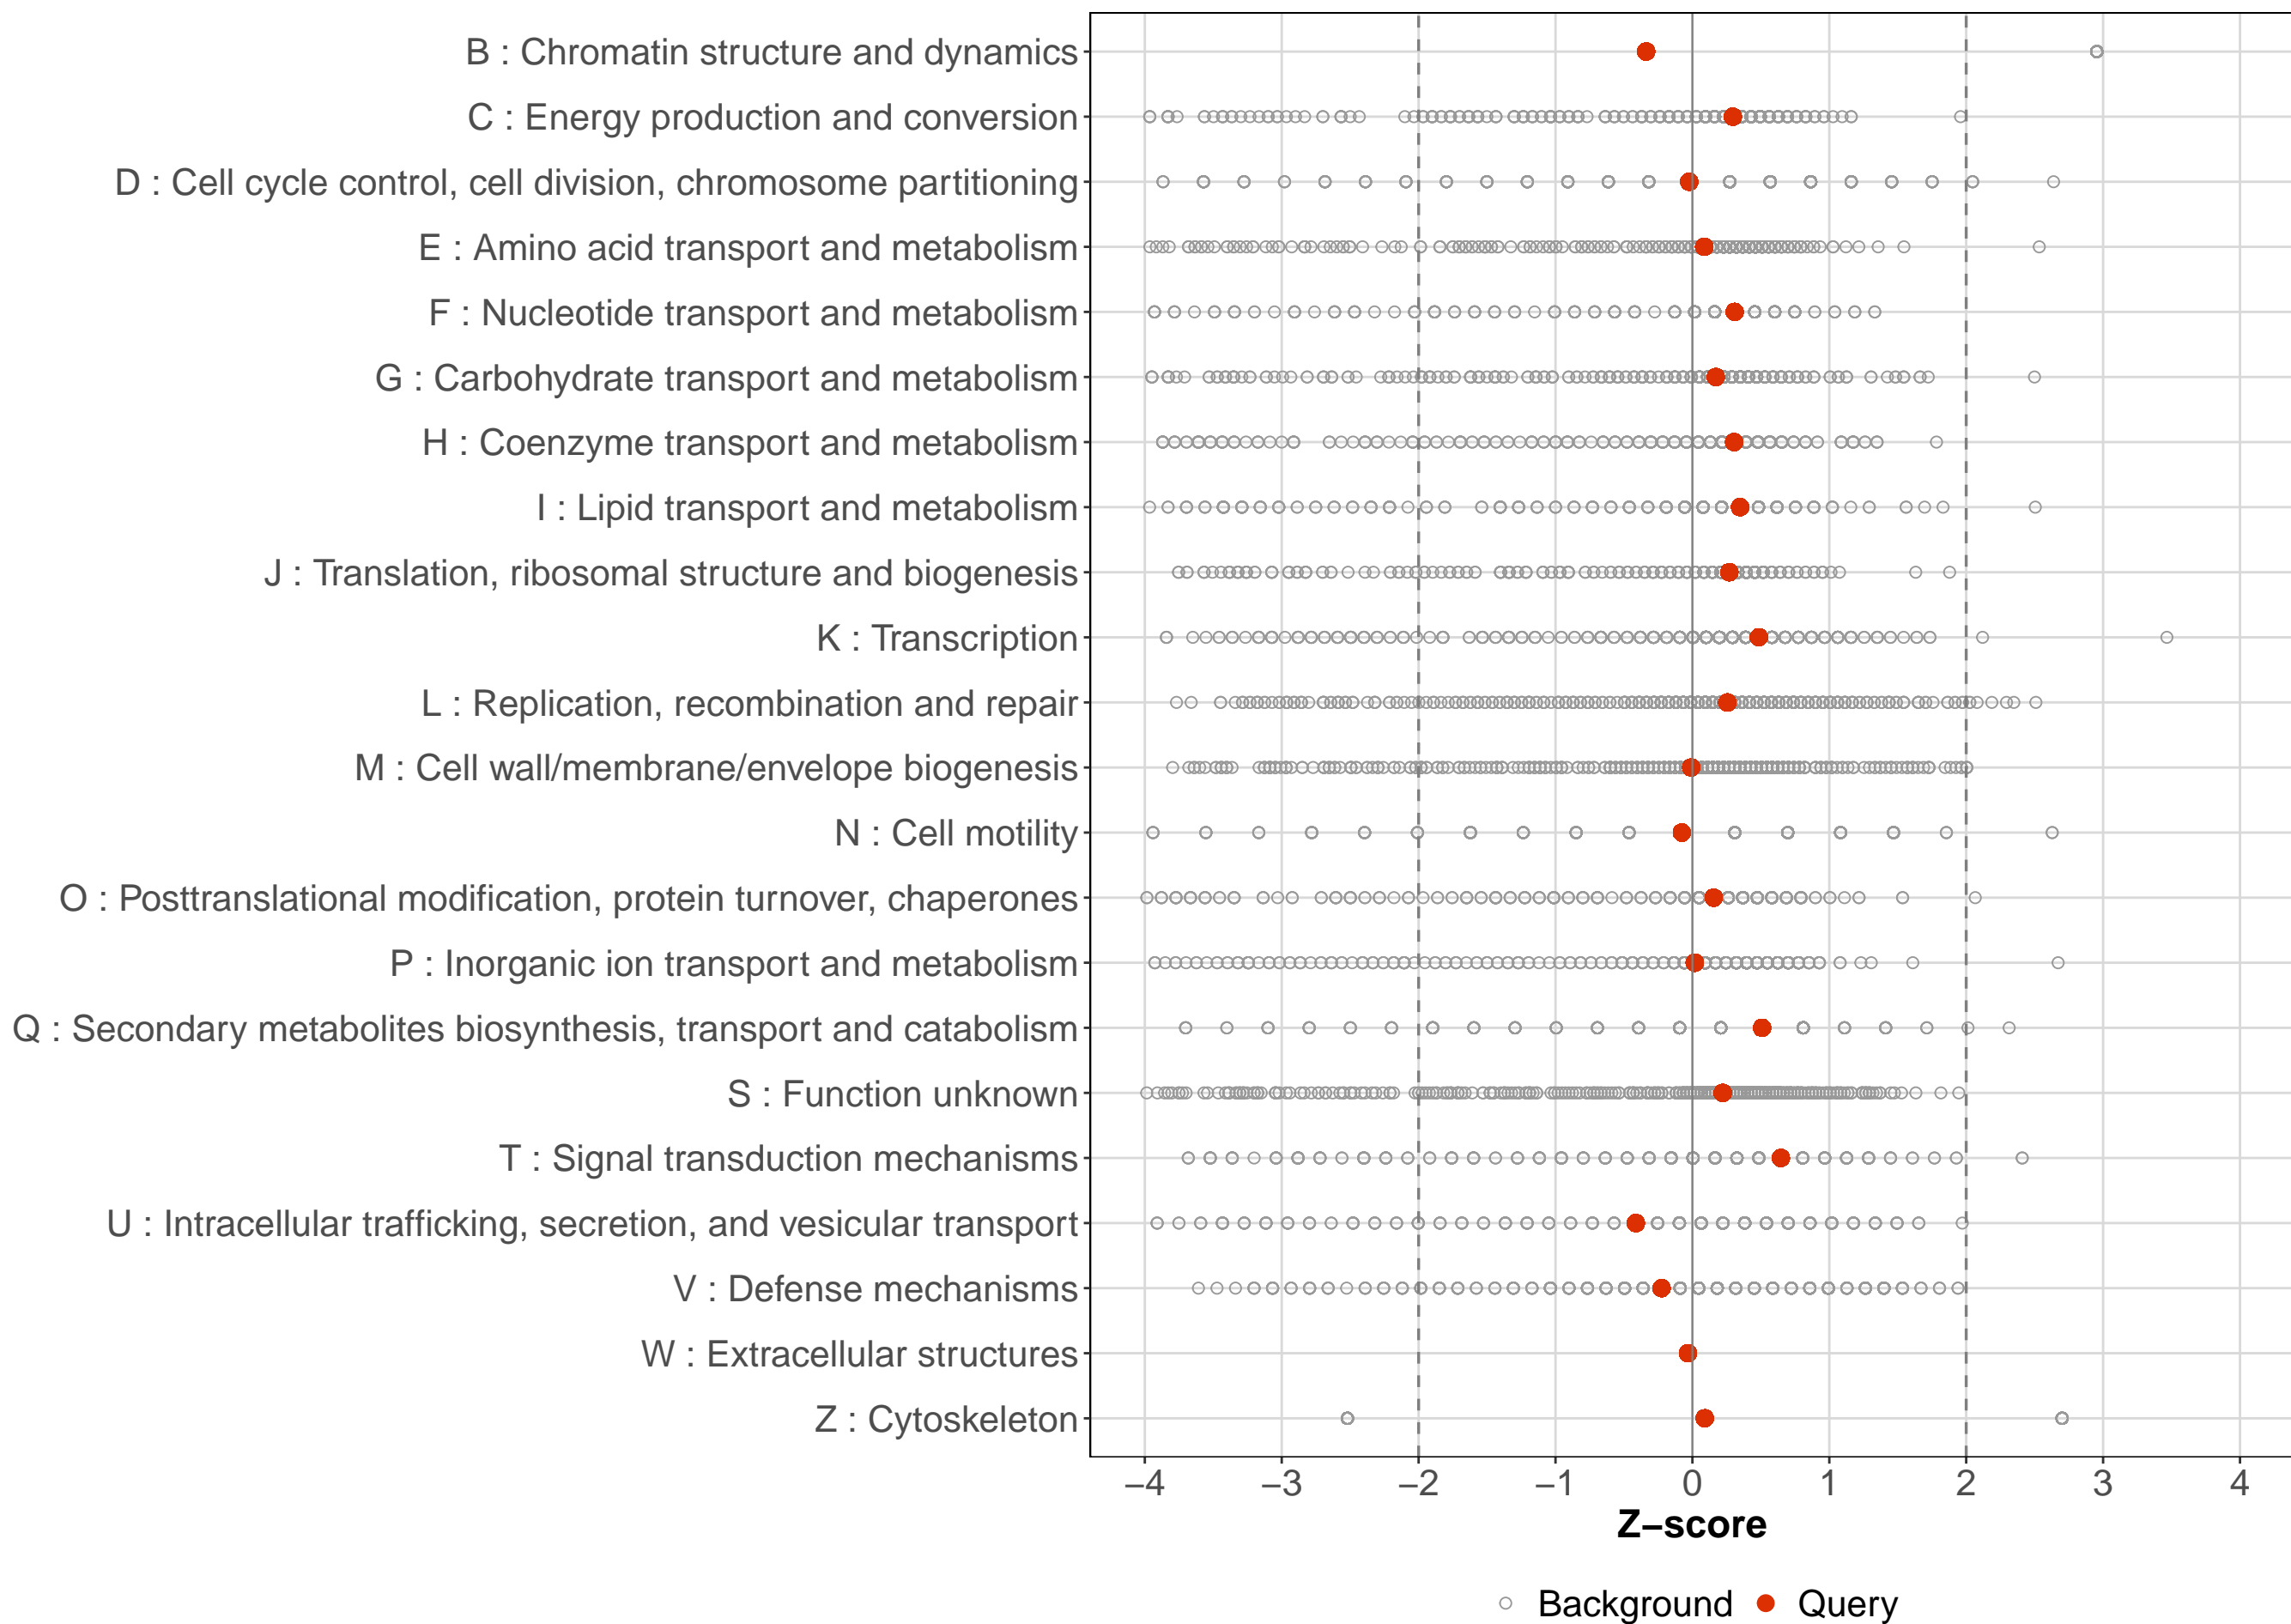 B : Chromatin structure and dynamics
C : Energy production and conversion
D : Cell cycle control, cell division, chromosome partitioning
E : Amino acid transport and metabolism
F : Nucleotide transport and metabolism
G : Carbohydrate transport and metabolism
H : Coenzyme transport and metabolism
I : Lipid transport and metabolism
J : Translation, ribosomal structure and biogenesis
K : Transcription
L : Replication, recombination and repair
M : Cell wall/membrane/envelope biogenesis
N : Cell motility
O : Posttranslational modification, protein turnover, chaperones
P : Inorganic ion transport and metabolism
Q : Secondary metabolites biosynthesis, transport and catabolism
S : Function unknown
T : Signal transduction mechanisms
U : Intracellular trafficking, secretion, and vesicular transport
V : Defense mechanisms
W : Extracellular structures
Z : Cytoskeleton
−4 −3 −2 −1 0 1 2 3 4
Z−score
Background Query